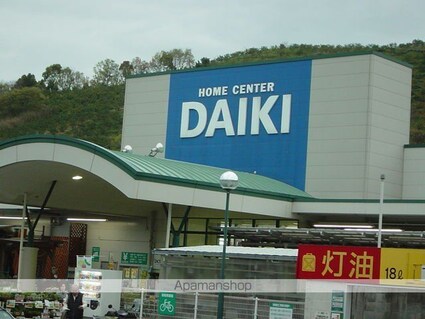 HOME CENTER
DAIKI
灯油 18ℓ
Apamanshop